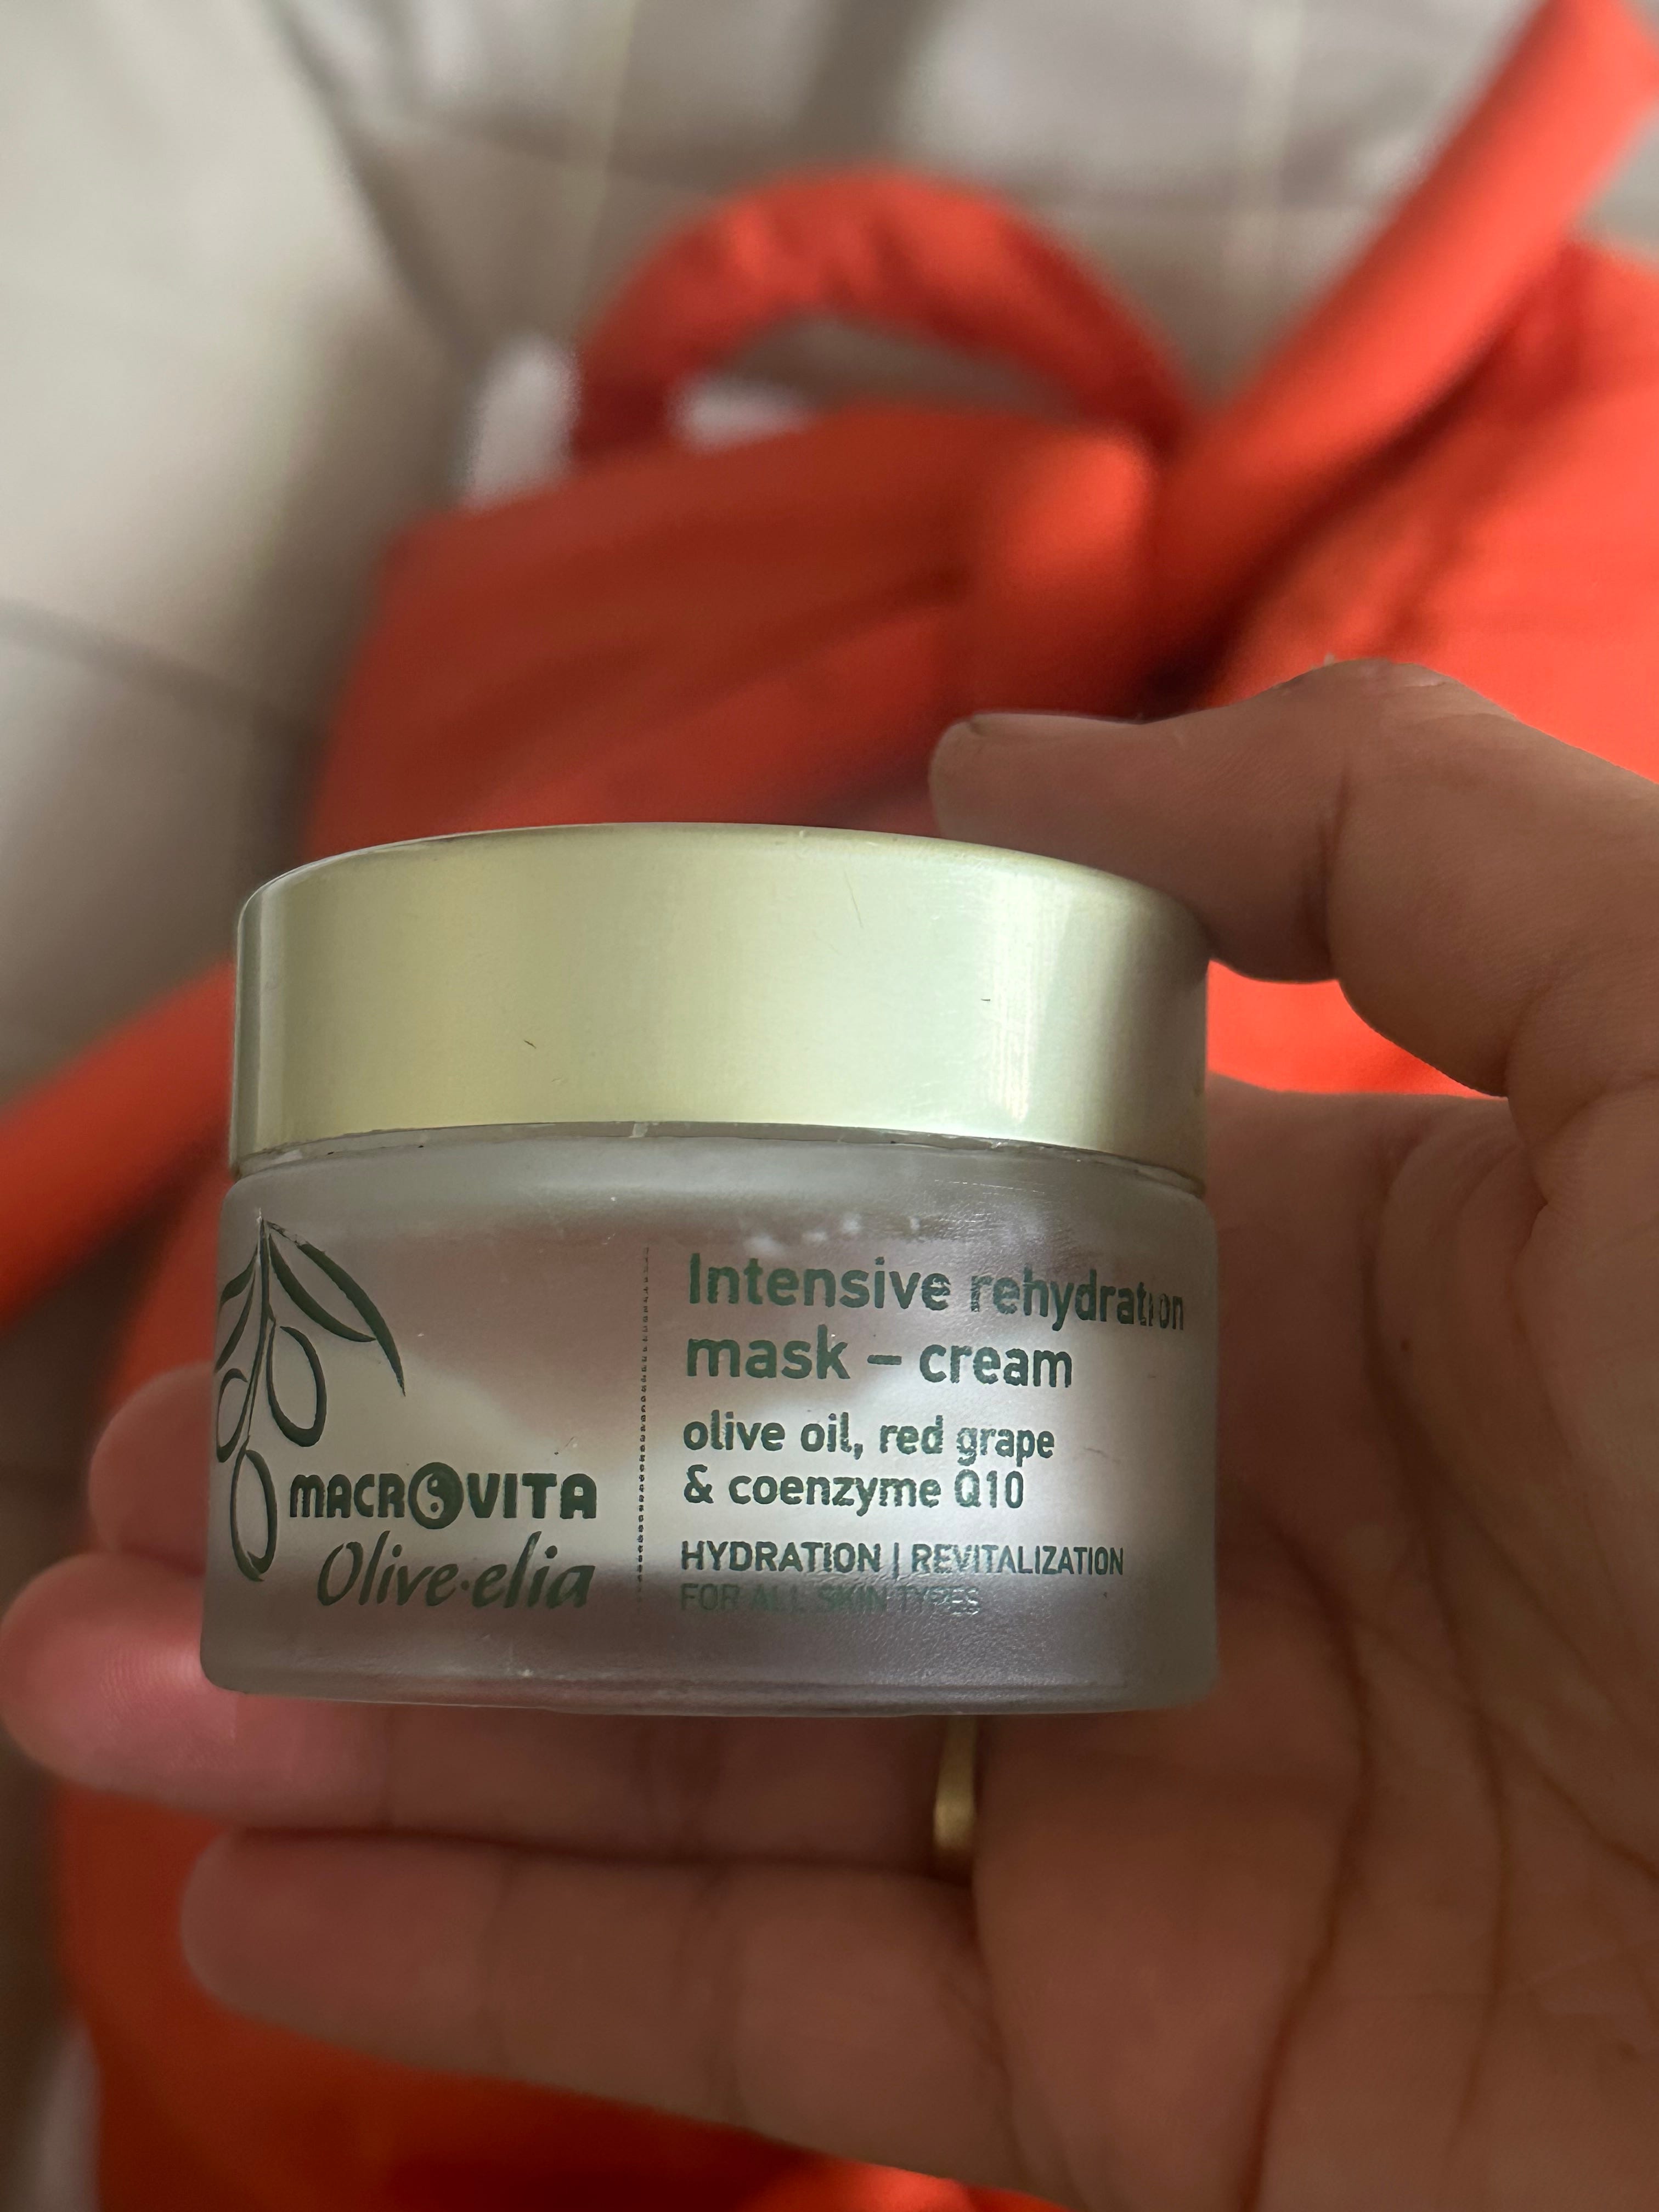 MACROVITA
Olive·elia
Intensive rehydration
mask – cream
olive oil, red grape
& coenzyme Q10
HYDRATION | REVITALIZATION
FOR ALL SKIN TYPES